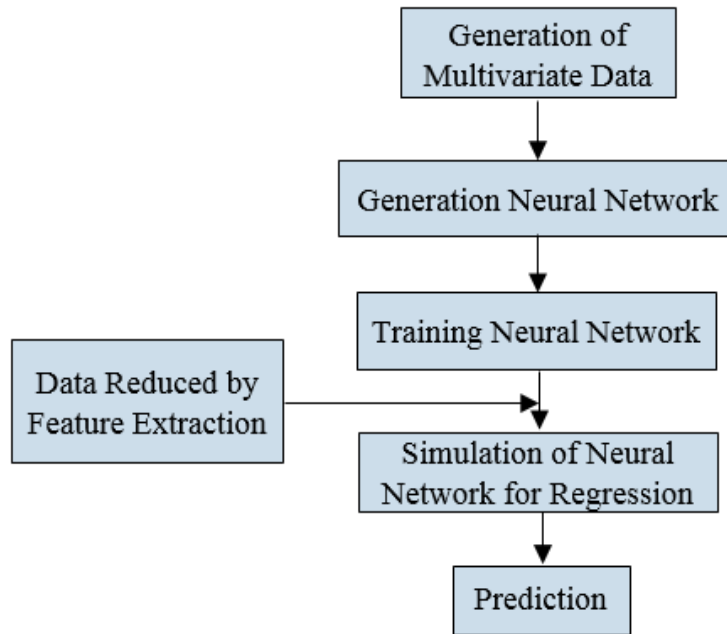 Generation of
Multivariate Data
Generation Neural Network
Training Neural Network
Data Reduced by
Feature Extraction
Simulation of Neural
Network for Regression
Prediction